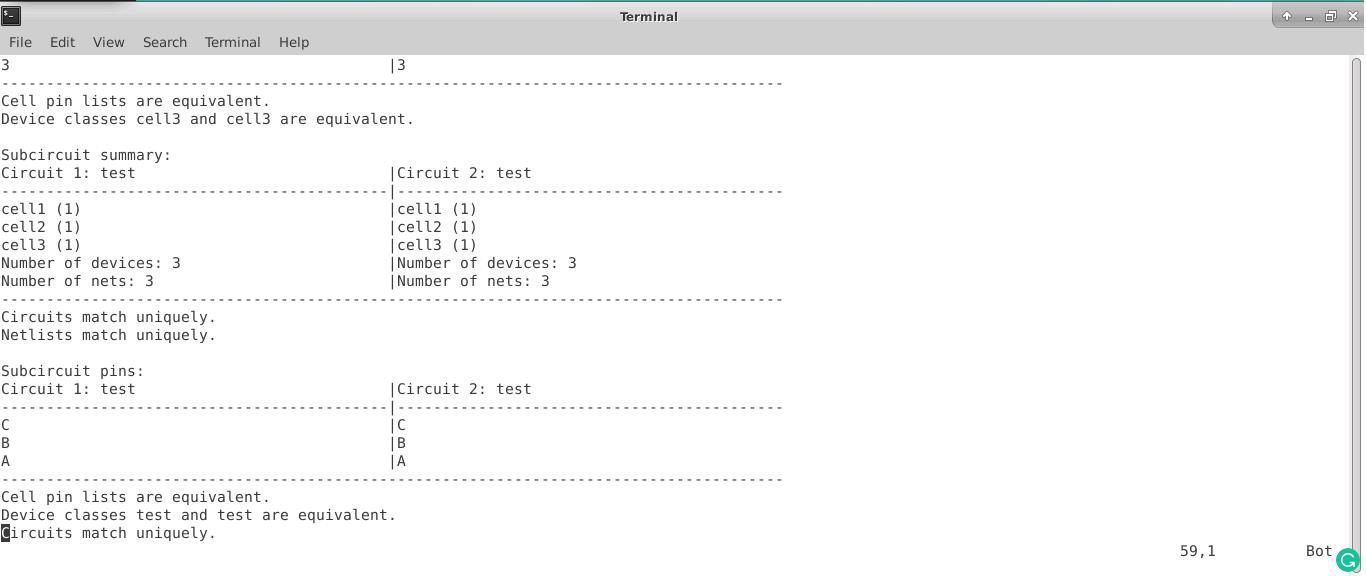 Terminal
File Edit View Search Terminal Help
3                                          |3
---------------------------------------------------------------------------------------
Cell pin lists are equivalent.
Device classes cell3 and cell3 are equivalent.
Subcircuit summary:
Circuit 1: test                            |Circuit 2: test
-------------------------------------------|-------------------------------------------
cell1 (1)                                  |cell1 (1)
cell2 (1)                                  |cell2 (1)
cell3 (1)                                  |cell3 (1)
Number of devices: 3                       |Number of devices: 3
Number of nets: 3                          |Number of nets: 3
---------------------------------------------------------------------------------------
Circuits match uniquely.
Netlists match uniquely.
Subcircuit pins:
Circuit 1: test                            |Circuit 2: test
-------------------------------------------|-------------------------------------------
C                                          |C
B                                          |B
A                                          |A
---------------------------------------------------------------------------------------
Cell pin lists are equivalent.
Device classes test and test are equivalent.
Circuits match uniquely.
59,1 Bot